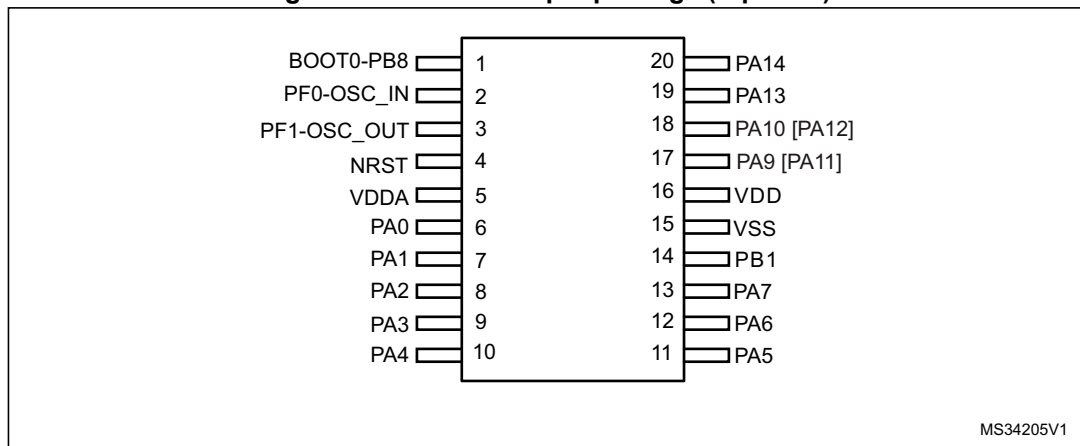 BOOT0-PB8 1 20 PA14
PF0-OSC_IN 2 19 PA13
PF1-OSC_OUT 3 18 PA10 [PA12]
NRST 4 17 PA9 [PA11]
VDDA 5 16 VDD
PA0 6 15 VSS
PA1 7 14 PB1
PA2 8 13 PA7
PA3 9 12 PA6
PA4 10 11 PA5
MS34205V1